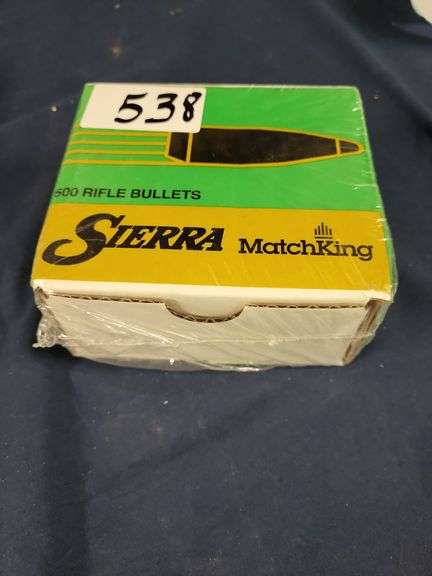 538
500 RIFLE BULLETS
SIERRA MatchKing